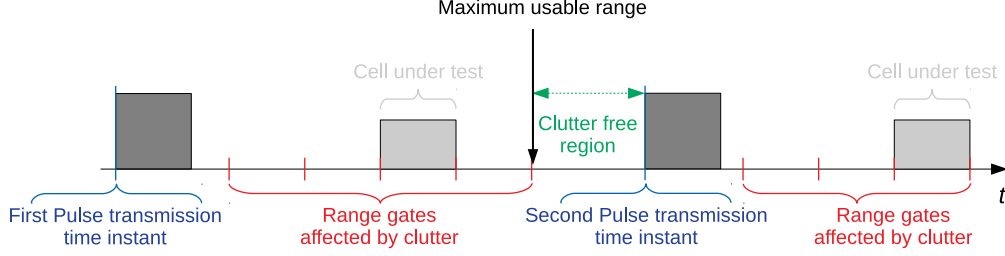 Maximum usable range
Cell under test
Cell under test
Clutter free
region
t
First Pulse transmission
time instant
Range gates
affected by clutter
Second Pulse transmission
time instant
Range gates
affected by clutter